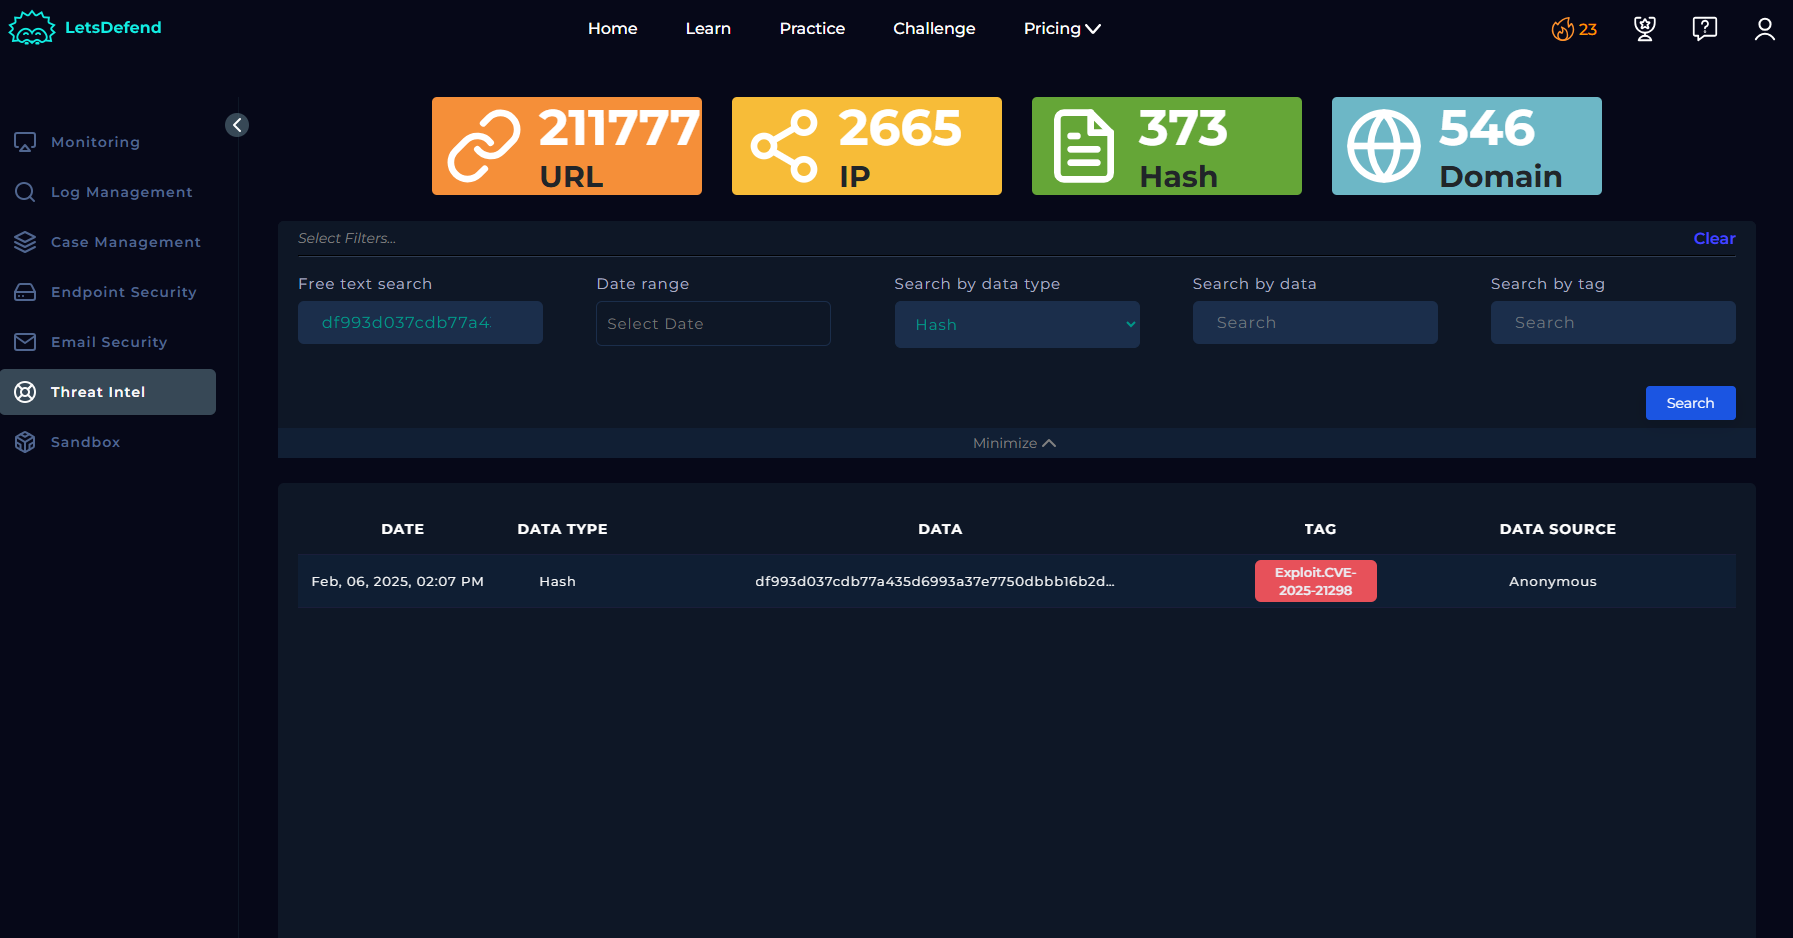 LetsDefend
Home Learn Practice Challenge Pricing
23
Monitoring
Log Management
Case Management
Endpoint Security
Email Security
Threat Intel
Sandbox
211777
URL
2665
IP
373
Hash
546
Domain
Select Filters...
Clear
Free text search
df993d037cdb77a4
Date range
Select Date
Search by data type
Hash
Search by data
Search
Search by tag
Search
Search
Minimize
DATE DATA TYPE DATA TAG DATA SOURCE
Feb, 06, 2025, 02:07 PM Hash df993d037cdb77a435d6993a37e7750dbbb16b2d... Exploit.CVE-
2025-21298
Anonymous